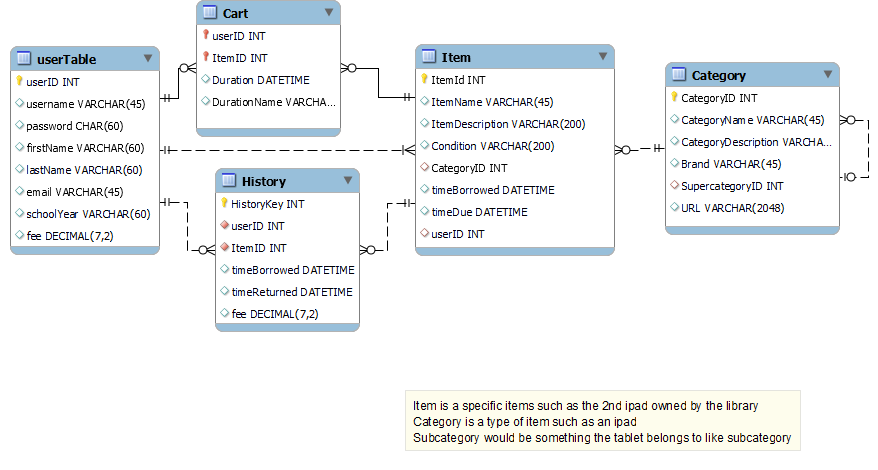 Cart
userID INT
ItemID INT
Duration DATETIME
DurationName VARCHA...
userTable
userID INT
username VARCHAR(45)
password CHAR(60)
firstName VARCHAR(60)
lastName VARCHAR(60)
email VARCHAR(45)
schoolYear VARCHAR(60)
fee DECIMAL(7,2)
Item
ItemId INT
ItemName VARCHAR(45)
ItemDescription VARCHAR(200)
Condition VARCHAR(200)
CategoryID INT
timeBorrowed DATETIME
timeDue DATETIME
userID INT
Category
CategoryID INT
CategoryName VARCHAR(45)
CategoryDescription VARCHA...
Brand VARCHAR(45)
SupercategoryID INT
URL VARCHAR(2048)
History
HistoryKey INT
userID INT
ItemID INT
timeBorrowed DATETIME
timeReturned DATETIME
fee DECIMAL(7,2)
Item is a specific items such as the 2nd ipad owned by the library
Category is a type of item such as an ipad
Subcategory would be something the tablet belongs to like subcategory